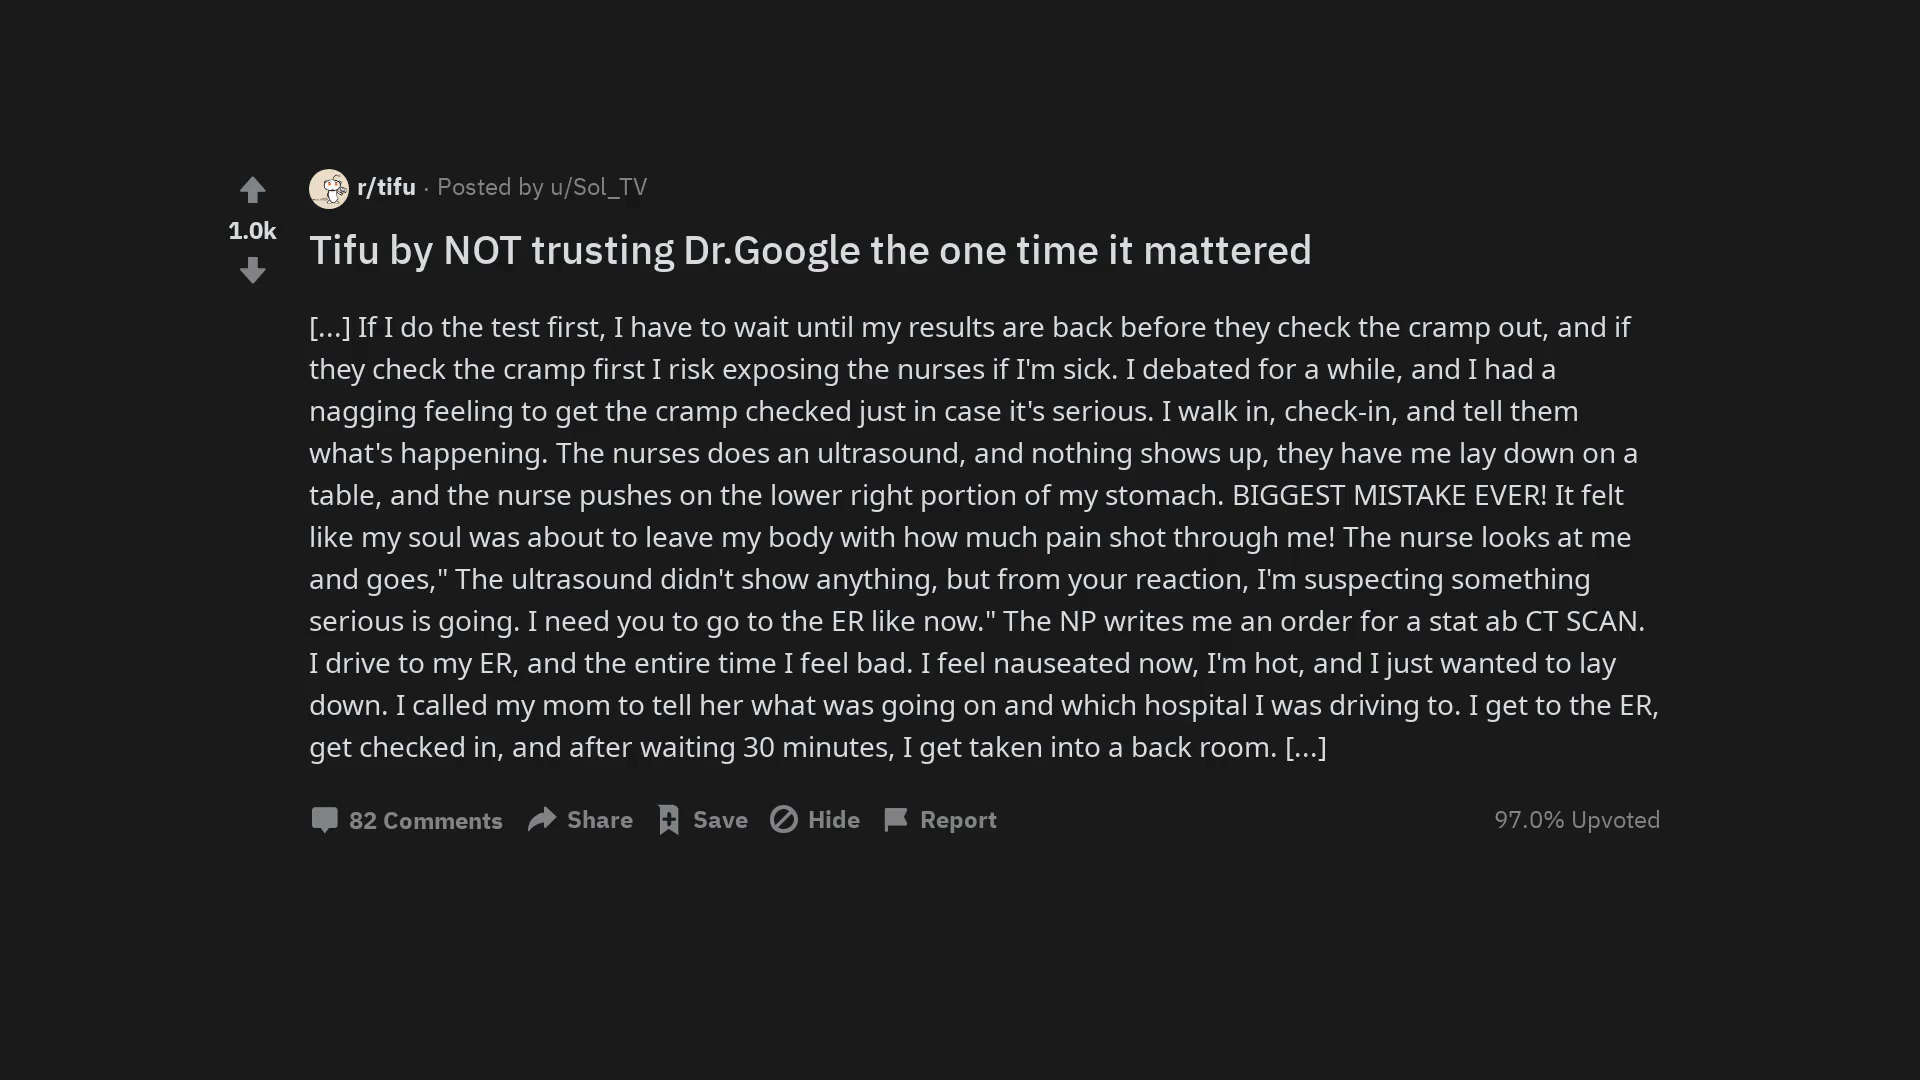 r/tifu · Posted by u/Sol_TV
1.0k
Tifu by NOT trusting Dr.Google the one time it mattered
[...] If I do the test first, I have to wait until my results are back before they check the cramp out, and if
they check the cramp first I risk exposing the nurses if I'm sick. I debated for a while, and I had a
nagging feeling to get the cramp checked just in case it's serious. I walk in, check-in, and tell them
what's happening. The nurses does an ultrasound, and nothing shows up, they have me lay down on a
table, and the nurse pushes on the lower right portion of my stomach. BIGGEST MISTAKE EVER! It felt
like my soul was about to leave my body with how much pain shot through me! The nurse looks at me
and goes," The ultrasound didn't show anything, but from your reaction, I'm suspecting something
serious is going. I need you to go to the ER like now." The NP writes me an order for a stat ab CT SCAN.
I drive to my ER, and the entire time I feel bad. I feel nauseated now, I'm hot, and I just wanted to lay
down. I called my mom to tell her what was going on and which hospital I was driving to. I get to the ER,
get checked in, and after waiting 30 minutes, I get taken into a back room. [...]
82 Comments Share Save Hide Report 97.0% Upvoted